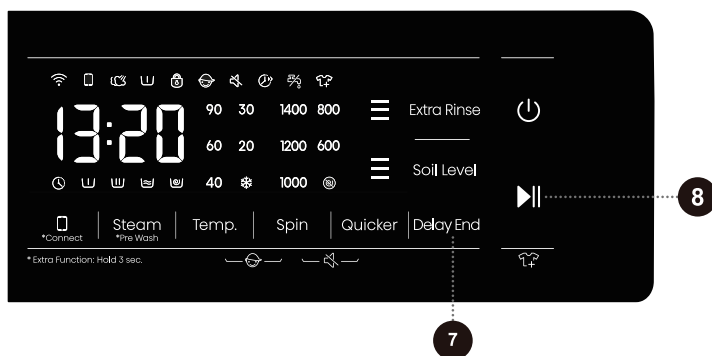 90 30 1400 800
Extra Rinse
13:20
60 20 1200 600
Soil Level
40 1000
8
*Connect
Steam
*Pre Wash
Temp.
Spin
Quicker
Delay End
* Extra Function: Hold 3 sec.
7